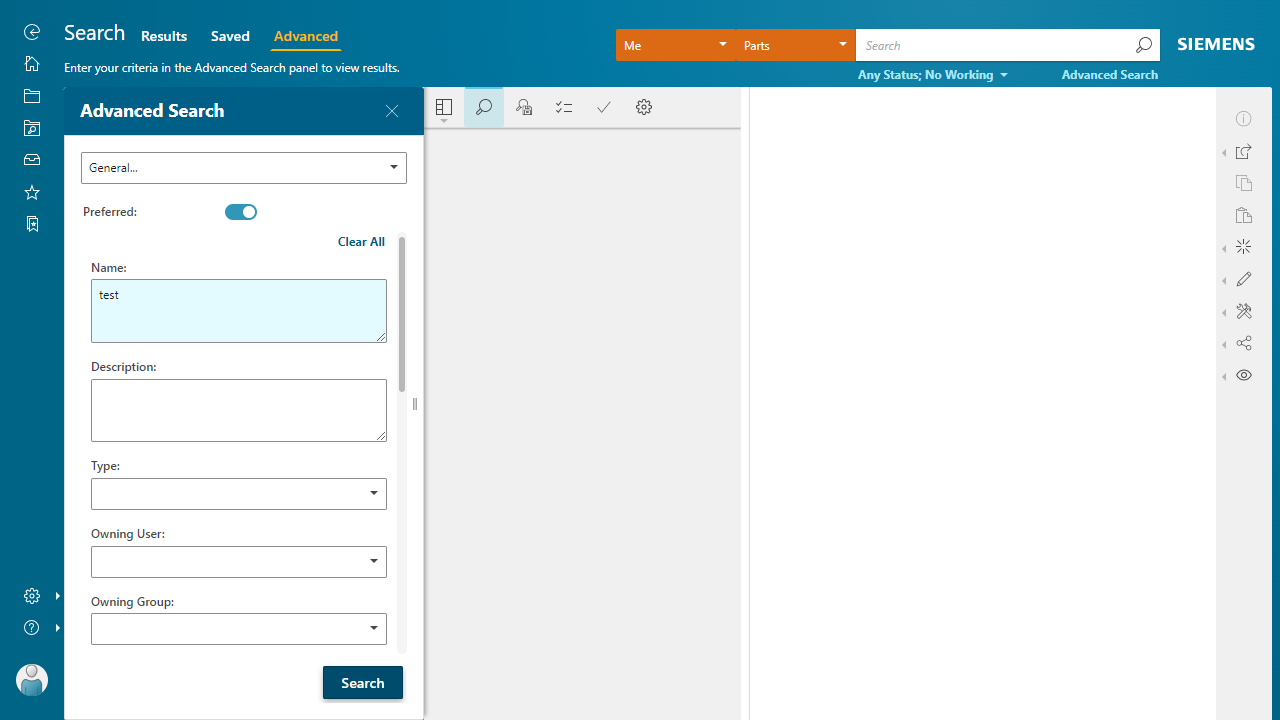 Search
Results
Saved
Advanced
Enter your criteria in the Advanced Search panel to view results.
Me
Parts
Search
SIEMENS
Any Status; No Working
Advanced Search
Advanced Search
General...
Preferred:
Clear All
Name:
test
Description:
Type:
Owning User:
Owning Group:
Search